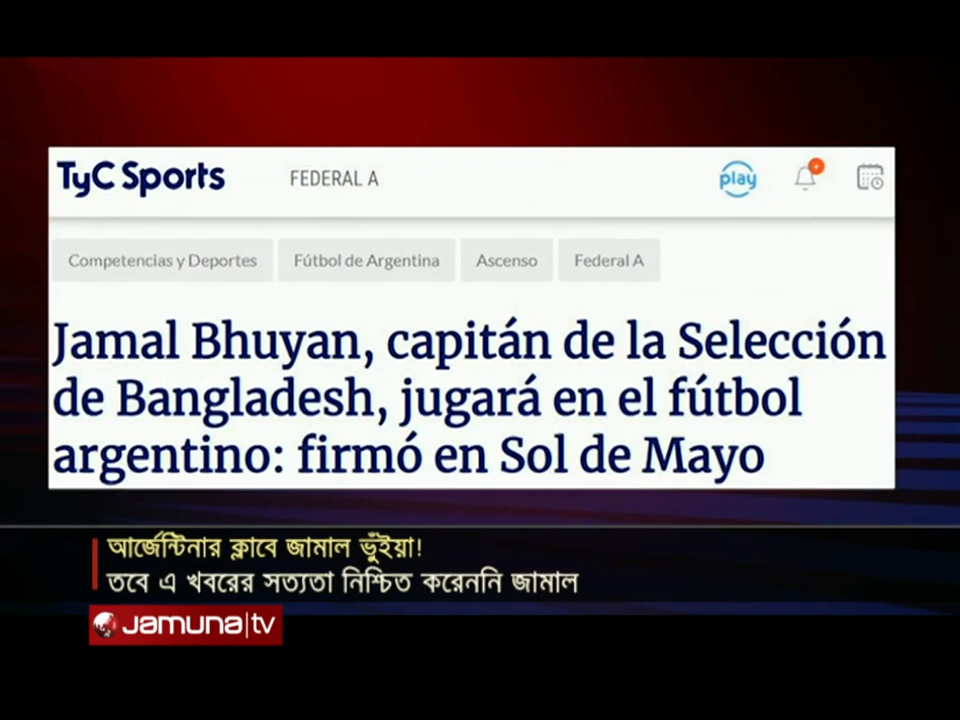 TyC Sports FEDERAL A play
Competencias y Deportes Fútbol de Argentina Ascenso Federal A
Jamal Bhuyan, capitán de la Selección
de Bangladesh, jugará en el fútbol
argentino: firmó en Sol de Mayo
আর্জেন্টিনার ক্লাবে জামাল ভুঁইয়া!
তবে এ খবরের সত্যতা নিশ্চিত করেননি জামাল
Jamuna|tv